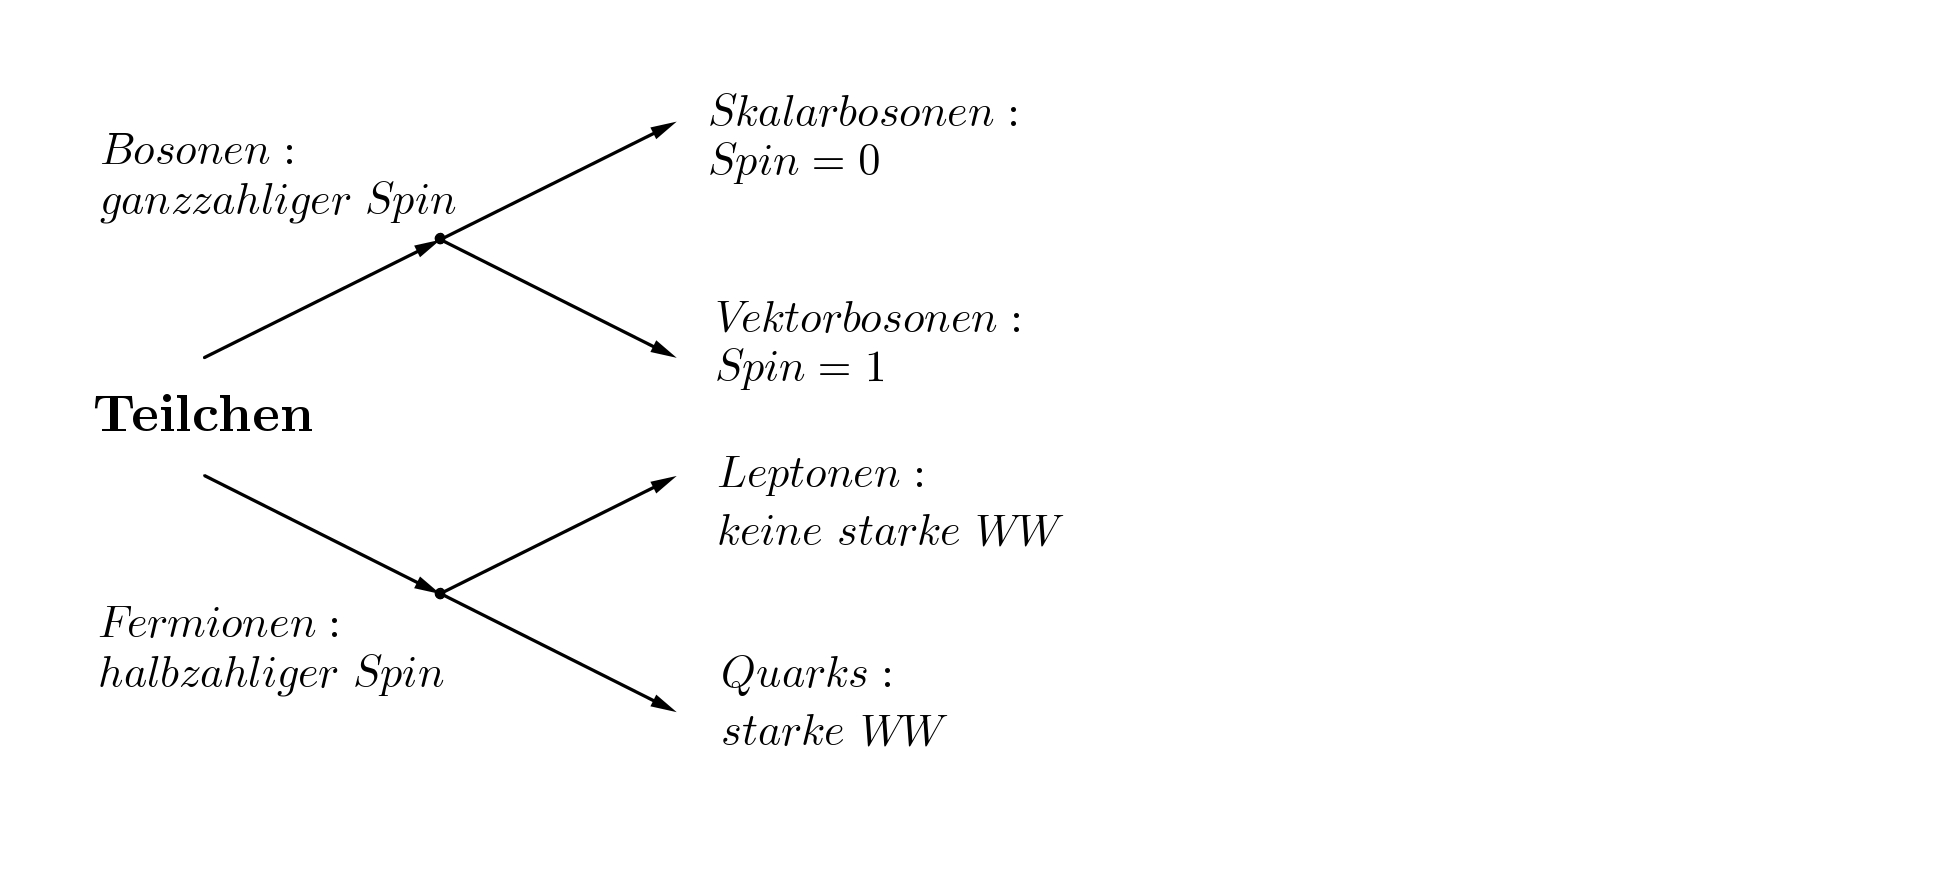 Bosonen :
ganzzahliger Spin
Skalarbosonen :
Spin = 0
Vektorbosonen :
Spin = 1
Teilchen
Leptonen :
keine starke WW
Fermionen :
halbzahliger Spin
Quarks :
starke WW